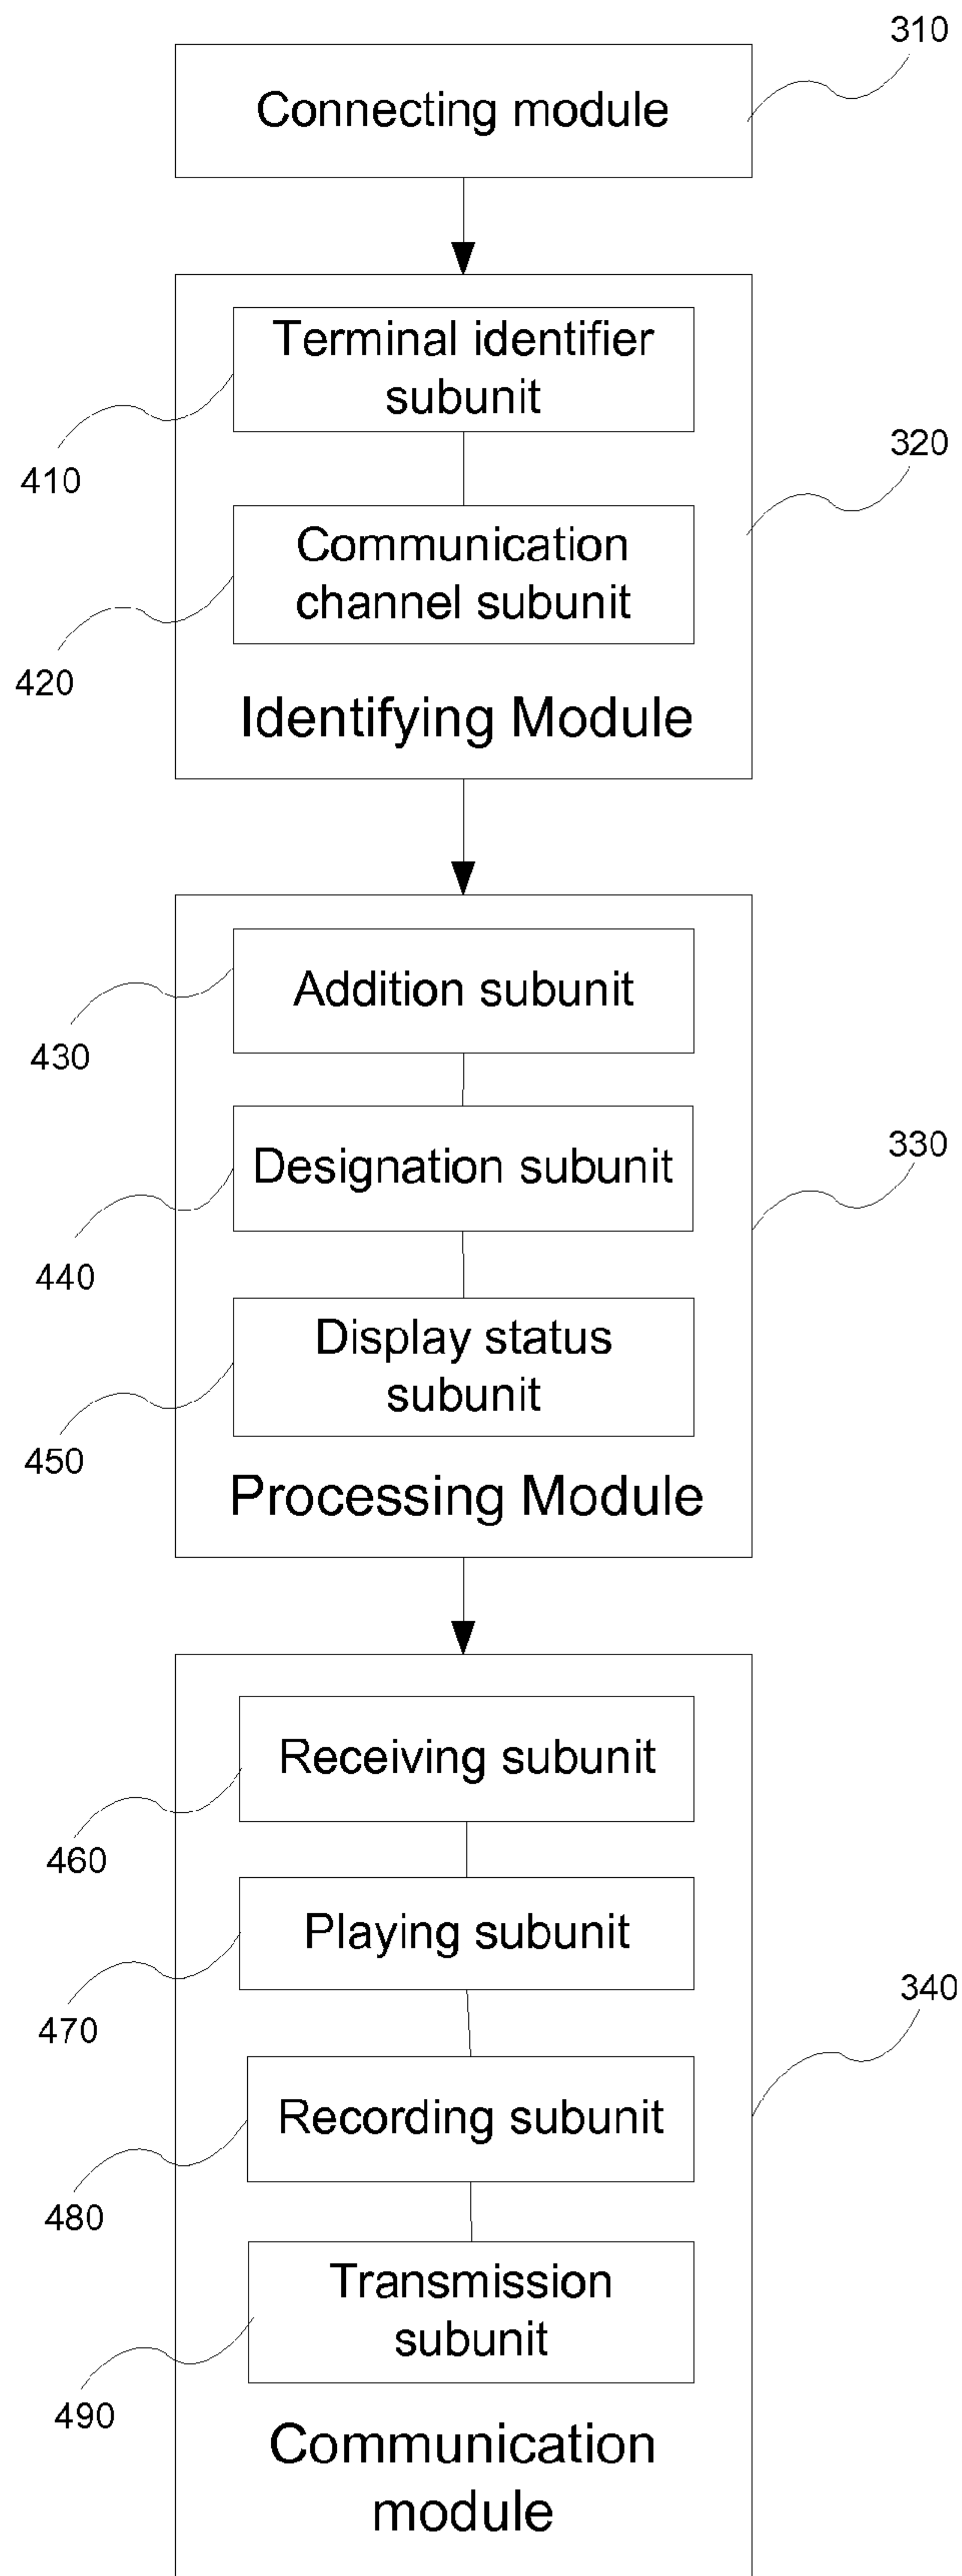 310
Connecting module
Terminal identifier
subunit
410
320
Communication
channel subunit
420
Identifying Module
Addition subunit
430
Designation subunit
330
440
Display status
subunit
450
Processing Module
Receiving subunit
460
Playing subunit
340
470
Recording subunit
480
Transmission
subunit
490
Communication
module